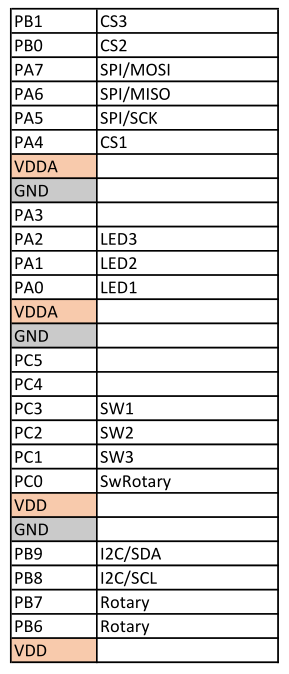 PB1 CS3
PB0 CS2
PA7 SPI/MOSI
PA6 SPI/MISO
PA5 SPI/SCK
PA4 CS1
VDDA
GND
PA3
PA2 LED3
PA1 LED2
PA0 LED1
VDDA
GND
PC5
PC4
PC3 SW1
PC2 SW2
PC1 SW3
PC0 SwRotary
VDD
GND
PB9 I2C/SDA
PB8 I2C/SCL
PB7 Rotary
PB6 Rotary
VDD